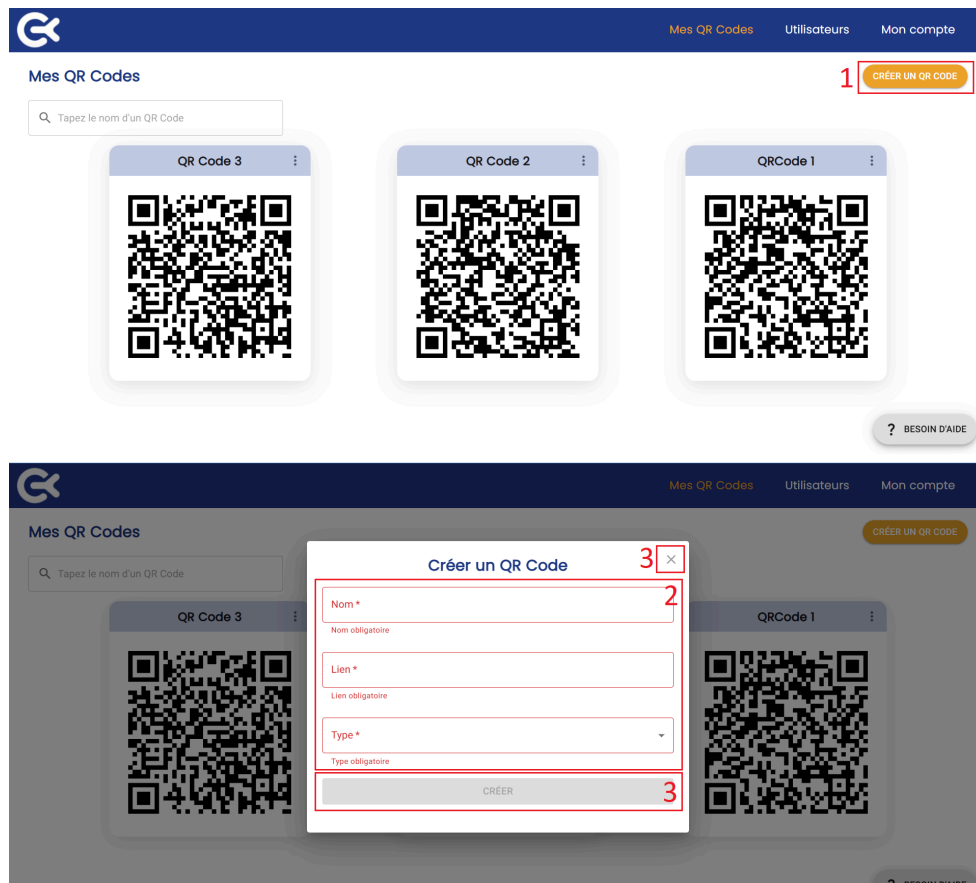 Mes QR Codes Utilisateurs Mon compte
Mes QR Codes
1 CRÉER UN QR CODE
Tapez le nom d'un QR Code
QR Code 3 QR Code 2 QRCode 1
? BESOIN D'AIDE
Mes QR Codes Utilisateurs Mon compte
Mes QR Codes
CRÉER UN QR CODE
Créer un QR Code 3
Tapez le nom d'un QR Code
2
Nom *
QR Code 3 QRCode 1
Nom obligatoire
Lien *
Lien obligatoire
Type *
Type obligatoire
CRÉER 3
? BESOIN D'AIDE